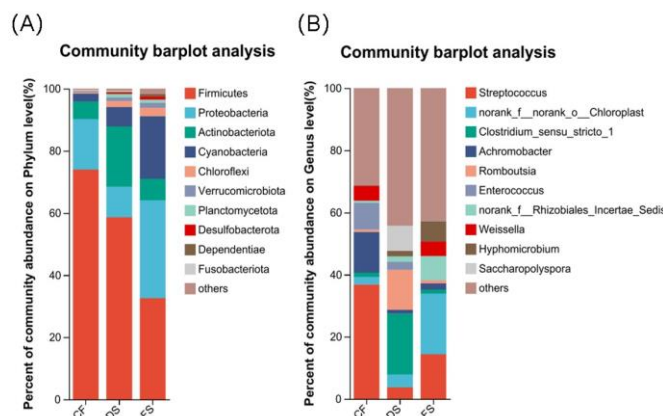 (A)
Community barplot analysis
Percent of community abundance on Phylum level(%)
100
80
60
40
20
0
CF
DS
FS
Firmicutes
Proteobacteria
Actinobacteriota
Cyanobacteria
Chloroflexi
Verrucomicrobiota
Planctomycetota
Desulfobacterota
Dependentiae
Fusobacteriota
others
(B)
Community barplot analysis
Percent of community abundance on Genus level(%)
100
80
60
40
20
0
CF
DS
FS
Streptococcus
norank_f__norank_o__Chloroplast
Clostridium_sensu_stricto_1
Achromobacter
Romboutsia
Enterococcus
norank_f__Rhizobiales_Incertae_Sedis
Weissella
Hyphomicrobium
Saccharopolyspora
others